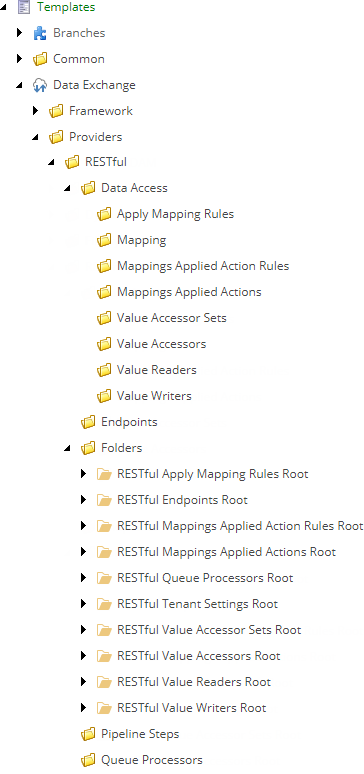 Templates
Branches
Common
Data Exchange
Framework
Providers
RESTful
Data Access
Apply Mapping Rules
Mapping
Mappings Applied Action Rules
Mappings Applied Actions
Value Accessor Sets
Value Accessors
Value Readers
Value Writers
Endpoints
Folders
RESTful Apply Mapping Rules Root
RESTful Endpoints Root
RESTful Mappings Applied Action Rules Root
RESTful Mappings Applied Actions Root
RESTful Queue Processors Root
RESTful Tenant Settings Root
RESTful Value Accessor Sets Root
RESTful Value Accessors Root
RESTful Value Readers Root
RESTful Value Writers Root
Pipeline Steps
Queue Processors